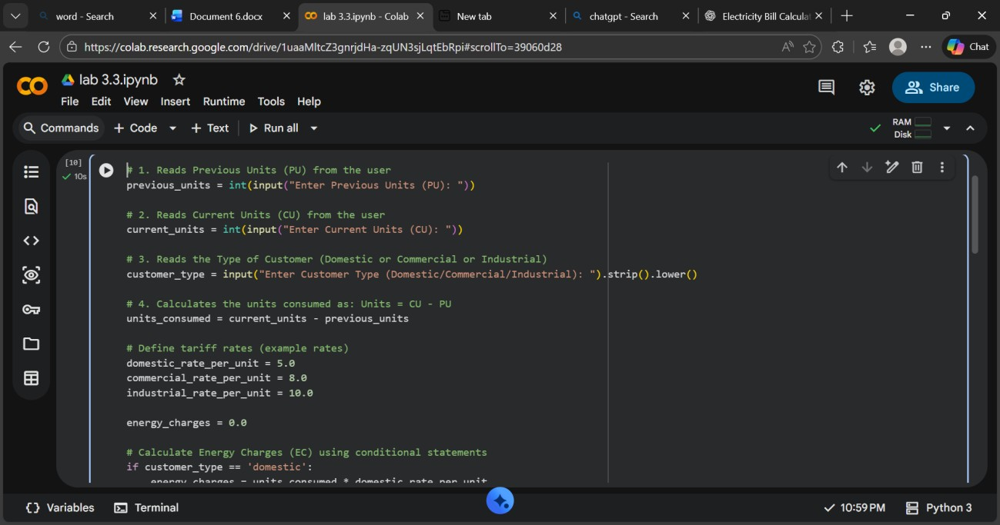 word - Search
Document 6.docx
lab 3.3.ipynb - Colab
New tab
chatgpt - Search
Electricity Bill Calcula
https://colab.research.google.com/drive/1uaaMltcZ3gnrjdHa-zqUN3sjLqtEbRpi#scrollTo=39060d28
Chat
lab 3.3.ipynb
File Edit View Insert Runtime Tools Help
Share
Commands + Code + Text Run all
RAM
Disk
[10]
10s
# 1. Reads Previous Units (PU) from the user
previous_units = int(input("Enter Previous Units (PU): "))
# 2. Reads Current Units (CU) from the user
current_units = int(input("Enter Current Units (CU): "))
# 3. Reads the Type of Customer (Domestic or Commercial or Industrial)
customer_type = input("Enter Customer Type (Domestic/Commercial/Industrial): ").strip().lower()
# 4. Calculates the units consumed as: Units = CU - PU
units_consumed = current_units - previous_units
# Define tariff rates (example rates)
domestic_rate_per_unit = 5.0
commercial_rate_per_unit = 8.0
industrial_rate_per_unit = 10.0
energy_charges = 0.0
# Calculate Energy Charges (EC) using conditional statements
if customer_type == 'domestic':
energy_charges = units_consumed * domestic_rate_per_unit
Variables
Terminal
10:59 PM
Python 3